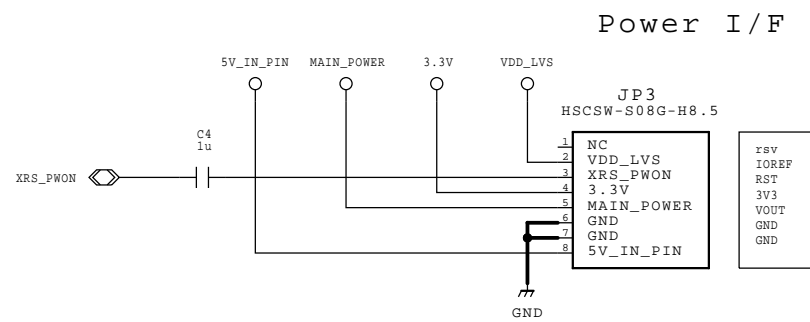 Power I/F
5V_IN_PIN MAIN_POWER 3.3V VDD_LVS
JP3
HSCSW-S08G-H8.5
C4
1u
XRS_PWON
1 NC
2 VDD_LVS
3 XRS_PWON
4 3.3V
5 MAIN_POWER
6 GND
7 GND
8 5V_IN_PIN
rsv
IOREF
RST
3V3
VOUT
GND
GND
GND